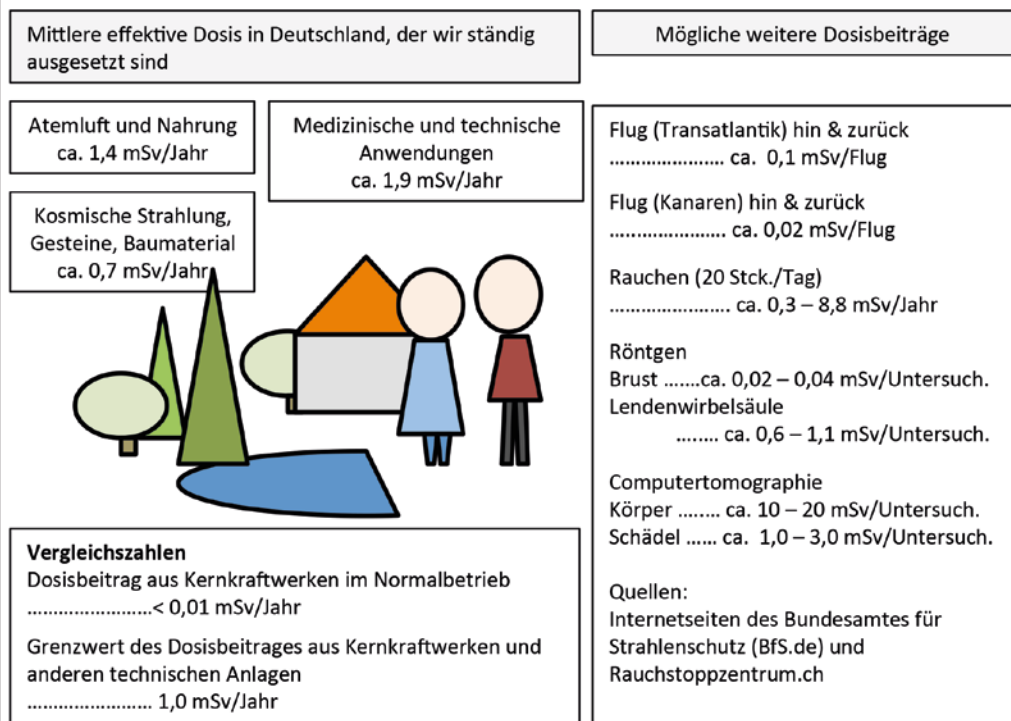 Mittlere effektive Dosis in Deutschland, der wir ständig
ausgesetzt sind
Atemluft und Nahrung
ca. 1,4 mSv/Jahr
Medizinische und technische
Anwendungen
ca. 1,9 mSv/Jahr
Kosmische Strahlung,
Gesteine, Baumaterial
ca. 0,7 mSv/Jahr
Vergleichszahlen
Dosisbeitrag aus Kernkraftwerken im Normalbetrieb
.......................< 0,01 mSv/Jahr
Grenzwert des Dosisbeitrages aus Kernkraftwerken und
anderen technischen Anlagen
....................... 1,0 mSv/Jahr
Mögliche weitere Dosisbeiträge
Flug (Transatlantik) hin & zurück
..................... ca. 0,1 mSv/Flug
Flug (Kanaren) hin & zurück
..................... ca. 0,02 mSv/Flug
Rauchen (20 Stck./Tag)
...................... ca. 0,3 – 8,8 mSv/Jahr
Röntgen
Brust .......ca. 0,02 – 0,04 mSv/Untersuch.
Lendenwirbelsäule
........ ca. 0,6 – 1,1 mSv/Untersuch.
Computertomographie
Körper ........ ca. 10 – 20 mSv/Untersuch.
Schädel ...... ca. 1,0 – 3,0 mSv/Untersuch.
Quellen:
Internetseiten des Bundesamtes für
Strahlenschutz (BfS.de) und
Rauchstoppzentrum.ch